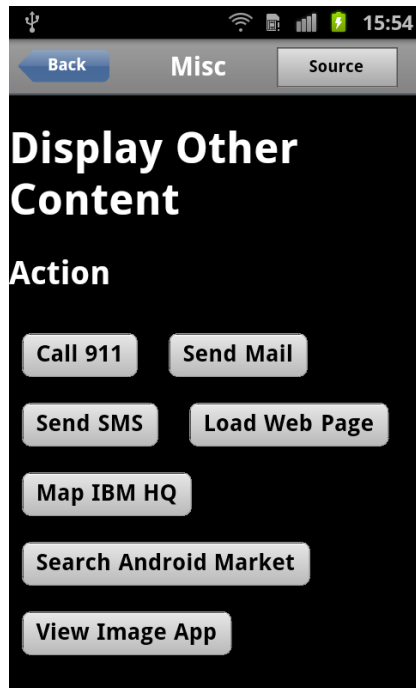 15:54
Back Misc Source
Display Other
Content
Action
Call 911 Send Mail
Send SMS Load Web Page
Map IBM HQ
Search Android Market
View Image App